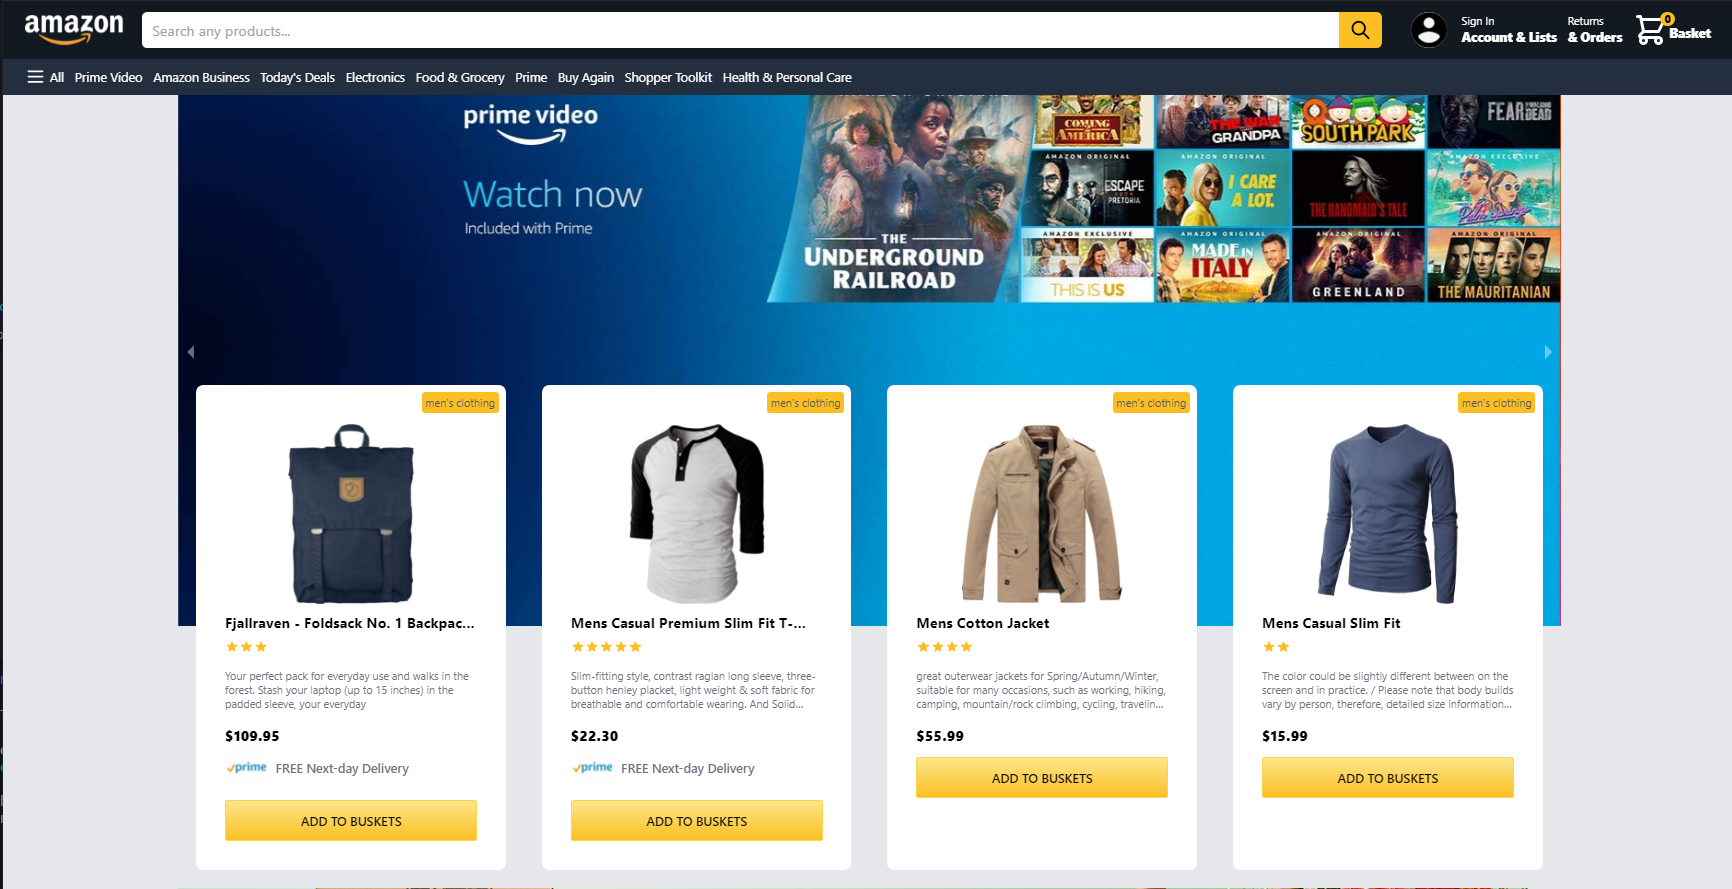 amazon
Search any products...
Sign In
Account & Lists
Returns
& Orders
0
Basket
All Prime Video Amazon Business Today's Deals Electronics Food & Grocery Prime Buy Again Shopper Toolkit Health & Personal Care
prime video
Watch now
Included with Prime
THE
UNDERGROUND
RAILROAD
COMING
AMERICA
THE WAR
GRANDPA
SOUTH PARK
FEAR
DEAD
AMAZON ORIGINAL
ESCAPE
FROM
PRETORIA
AMAZON ORIGINAL
I CARE
A LOT.
THE HANDMAID'S TALE
AMAZON EXCLUSIVE
Palm Springs
AMAZON EXCLUSIVE
THIS IS US
MADE IN
ITALY
AMAZON ORIGINAL
GREENLAND
AMAZON ORIGINAL
THE MAURITANIAN
men's clothing
Fjallraven - Foldsack No. 1 Backpac...
Your perfect pack for everyday use and walks in the
forest. Stash your laptop (up to 15 inches) in the
padded sleeve, your everyday
$109.95
prime FREE Next-day Delivery
ADD TO BUSKETS
men's clothing
Mens Casual Premium Slim Fit T-...
Slim-fitting style, contrast raglan long sleeve, three-
button henley placket, light weight & soft fabric for
breathable and comfortable wearing. And Solid...
$22.30
prime FREE Next-day Delivery
ADD TO BUSKETS
men's clothing
Mens Cotton Jacket
great outerwear jackets for Spring/Autumn/Winter,
suitable for many occasions, such as working, hiking,
camping, mountain/rock climbing, cycling, travelin...
$55.99
ADD TO BUSKETS
men's clothing
Mens Casual Slim Fit
The color could be slightly different between on the
screen and in practice. / Please note that body builds
vary by person, therefore, detailed size information...
$15.99
ADD TO BUSKETS